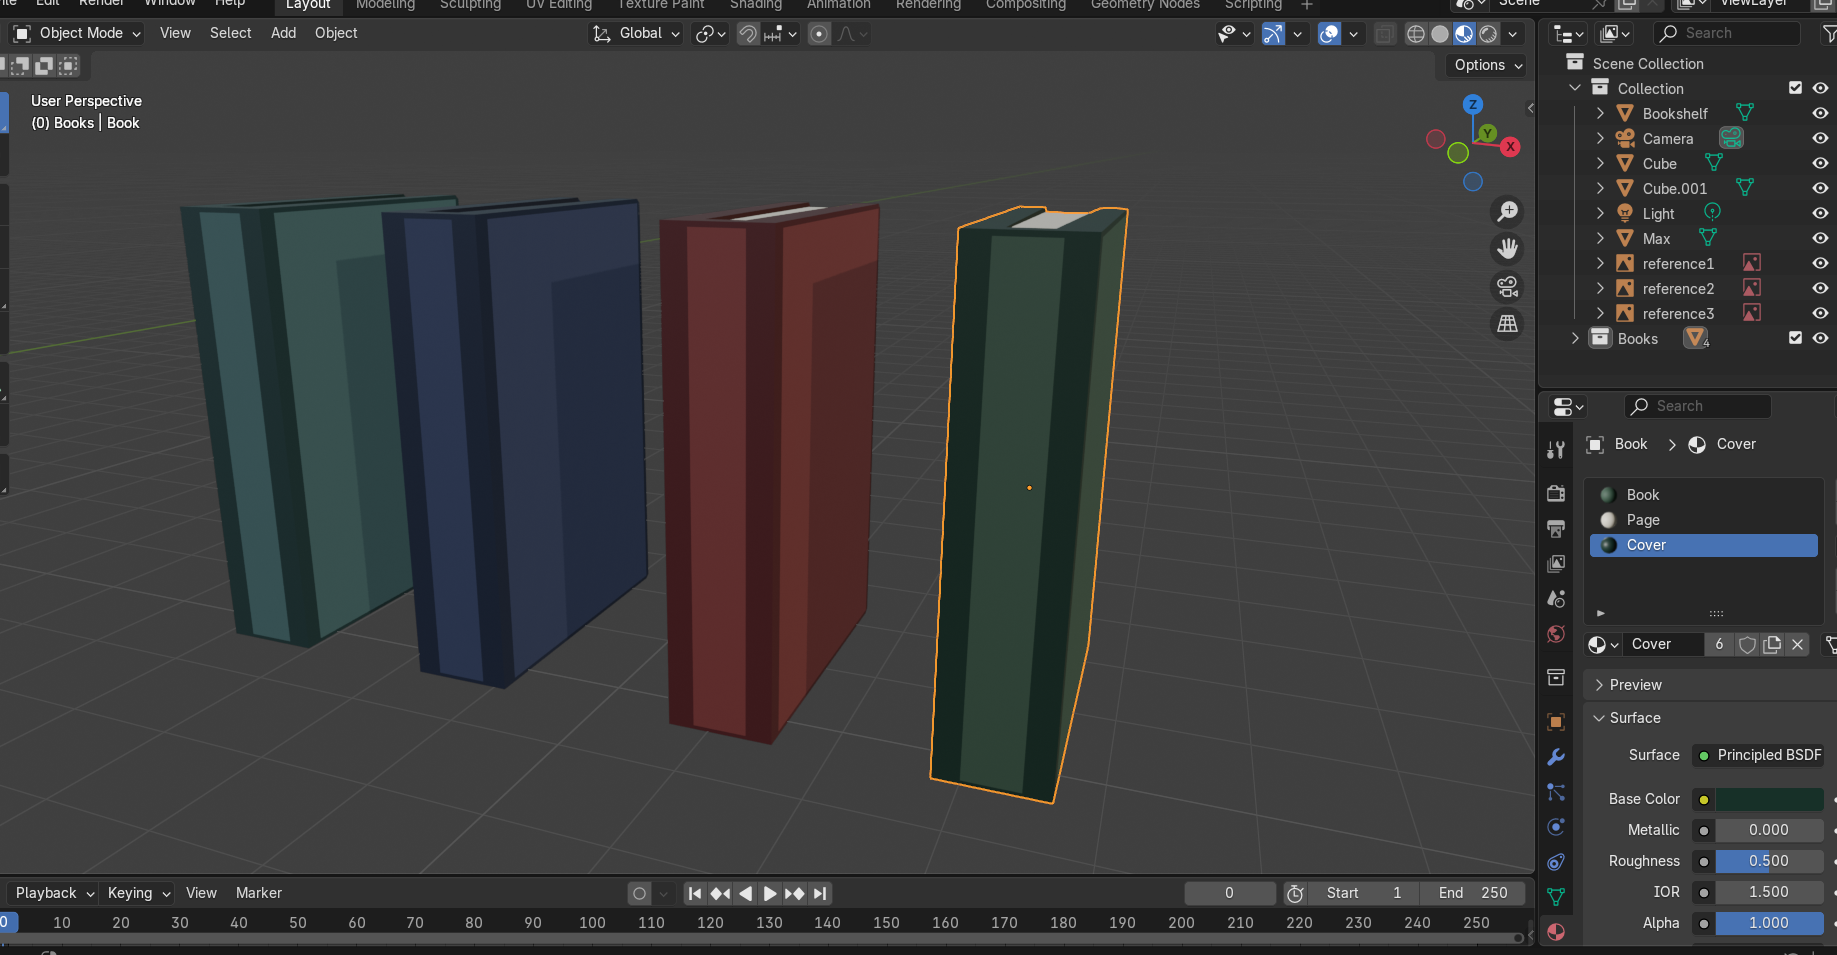 Edit Render Window Help Layout Modeling Sculpting UV Editing Texture Paint Shading Animation Rendering Compositing Geometry Nodes Scripting + Scene ViewLayer
Object Mode View Select Add Object Global Search
Options
User Perspective
(0) Books | Book
Z
Y
X
Scene Collection
Collection
Bookshelf
Camera
Cube
Cube.001
Light
Max
reference1
reference2
reference3
Books 4
Search
Book > Cover
Book
Page
Cover
Cover 6
Preview
Surface
Surface Principled BSDF
Base Color
Metallic 0.000
Roughness 0.500
IOR 1.500
Alpha 1.000
Playback Keying View Marker 0 Start 1 End 250
0 10 20 30 40 50 60 70 80 90 100 110 120 130 140 150 160 170 180 190 200 210 220 230 240 250